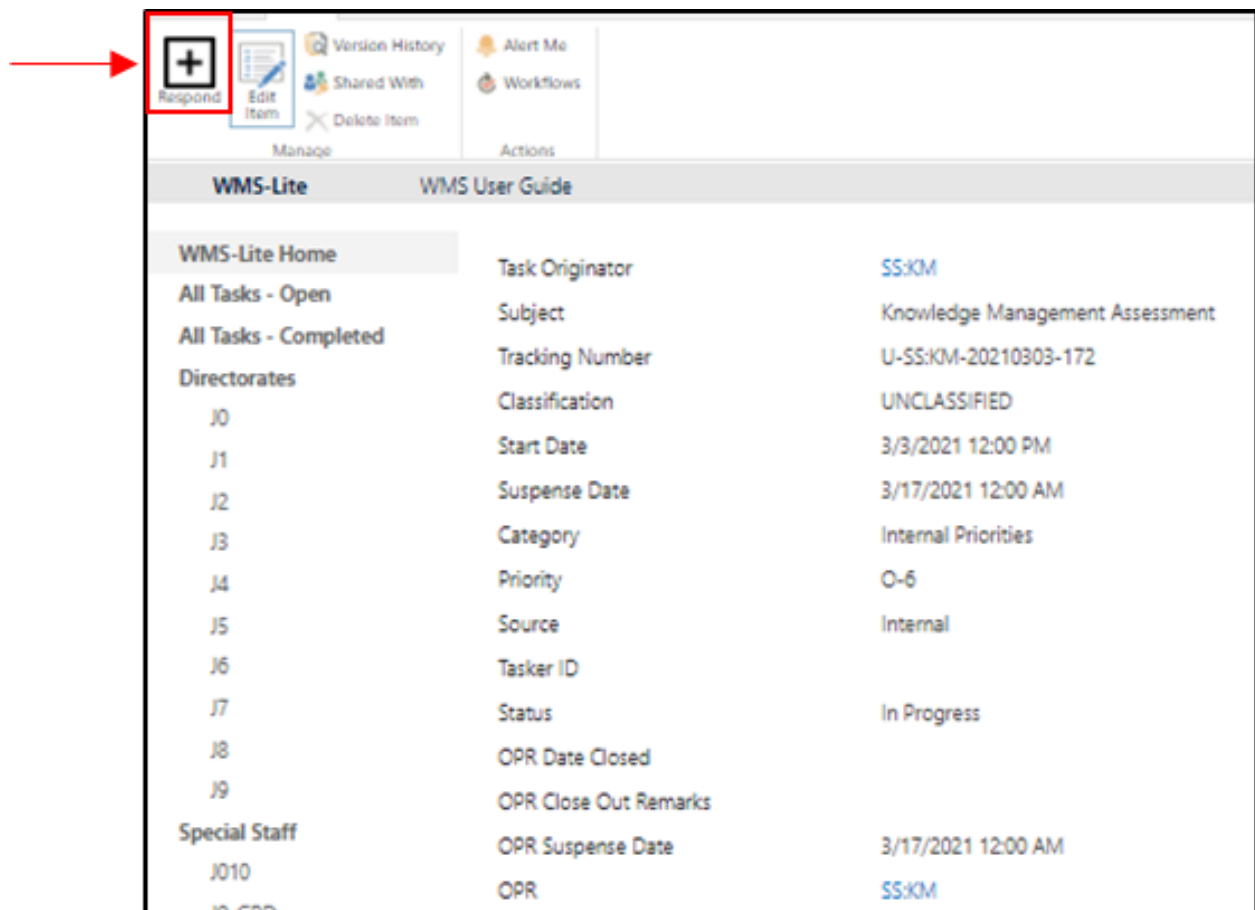 Respond
Edit
Item
Version History
Shared With
Delete Item
Manage
Alert Me
Workflows
Actions
WMS-Lite WMS User Guide
WMS-Lite Home
All Tasks - Open
All Tasks - Completed
Directorates
J0
J1
J2
J3
J4
J5
J6
J7
J8
J9
Special Staff
J010
Task Originator SS:KM
Subject Knowledge Management Assessment
Tracking Number U-SS:KM-20210303-172
Classification UNCLASSIFIED
Start Date 3/3/2021 12:00 PM
Suspense Date 3/17/2021 12:00 AM
Category Internal Priorities
Priority O-6
Source Internal
Tasker ID
Status In Progress
OPR Date Closed
OPR Close Out Remarks
OPR Suspense Date 3/17/2021 12:00 AM
OPR SS:KM